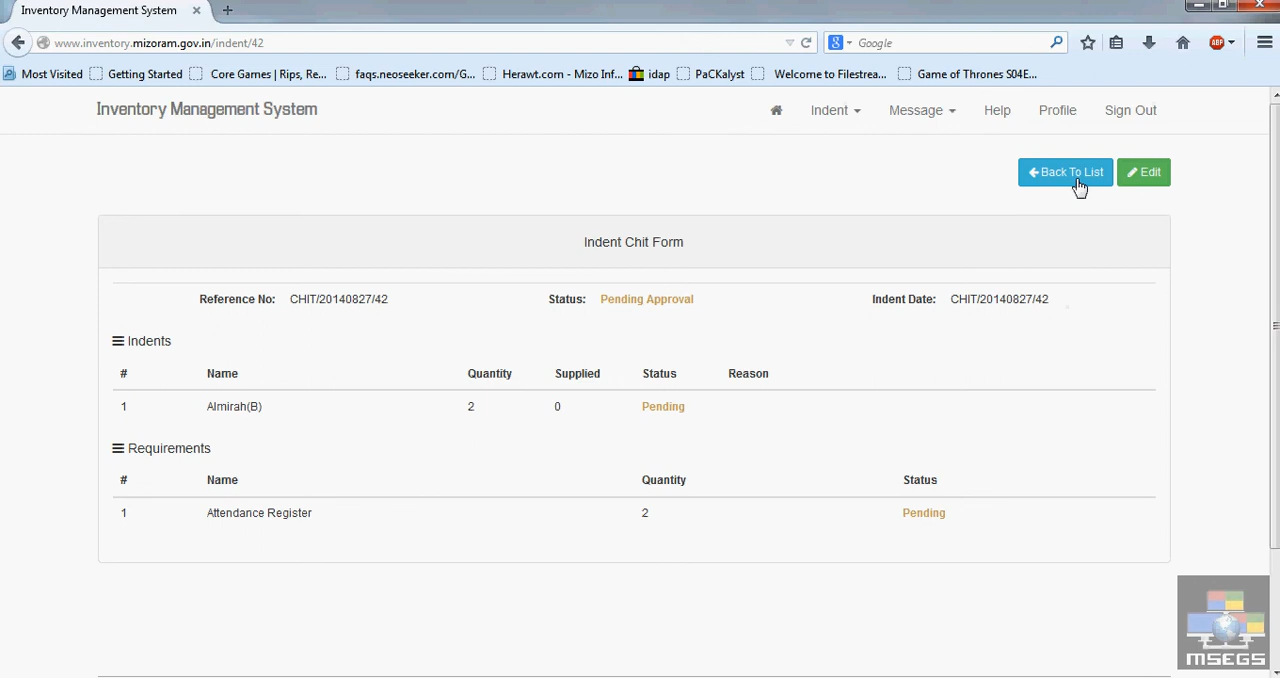 Inventory Management System
www.inventory.mizoram.gov.in/indent/42
Google
ABP
Most Visited Getting Started Core Games | Rips, Re... faqs.neoseeker.com/G... Herawt.com - Mizo Inf... idap PaCKalyst Welcome to Filestrea... Game of Thrones S04E...
Inventory Management System Indent Message Help Profile Sign Out
Back To List Edit
Indent Chit Form
Reference No: CHIT/20140827/42 Status: Pending Approval Indent Date: CHIT/20140827/42
Indents
# Name Quantity Supplied Status Reason
1 Almirah(B) 2 0 Pending
Requirements
# Name Quantity Status
1 Attendance Register 2 Pending
MSEGS